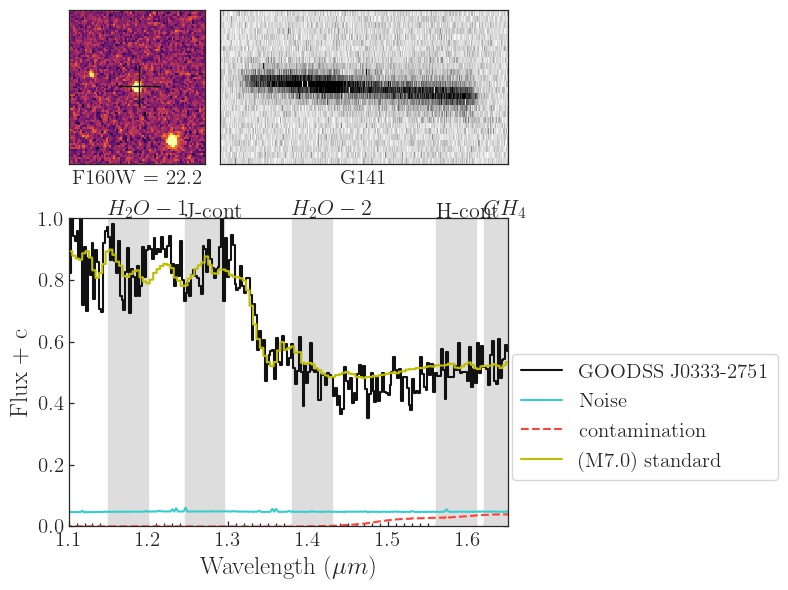 F160W = 22.2
G141
H₂O − 1 J-cont H₂O − 2 H-cont CH₄
1.0
0.8
0.6
0.4
0.2
0.0
Flux + c
1.1 1.2 1.3 1.4 1.5 1.6
Wavelength (μm)
GOODSS J0333-2751
Noise
contamination
(M7.0) standard